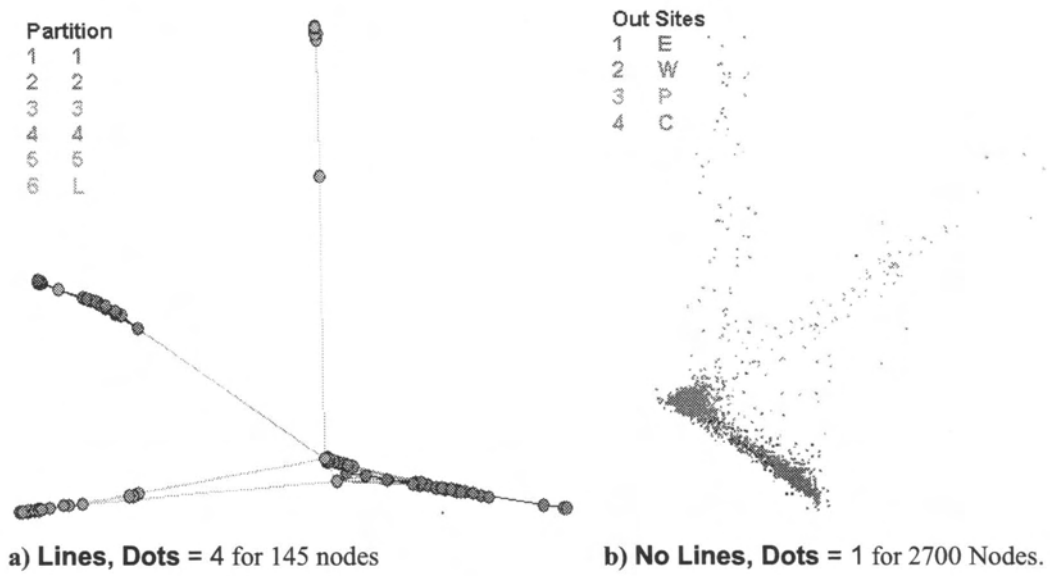 Partition
1 1
2 2
3 3
4 4
5 5
6 L
Out Sites
1 E
2 W
3 P
4 C
a) Lines, Dots = 4 for 145 nodes
b) No Lines, Dots = 1 for 2700 Nodes.